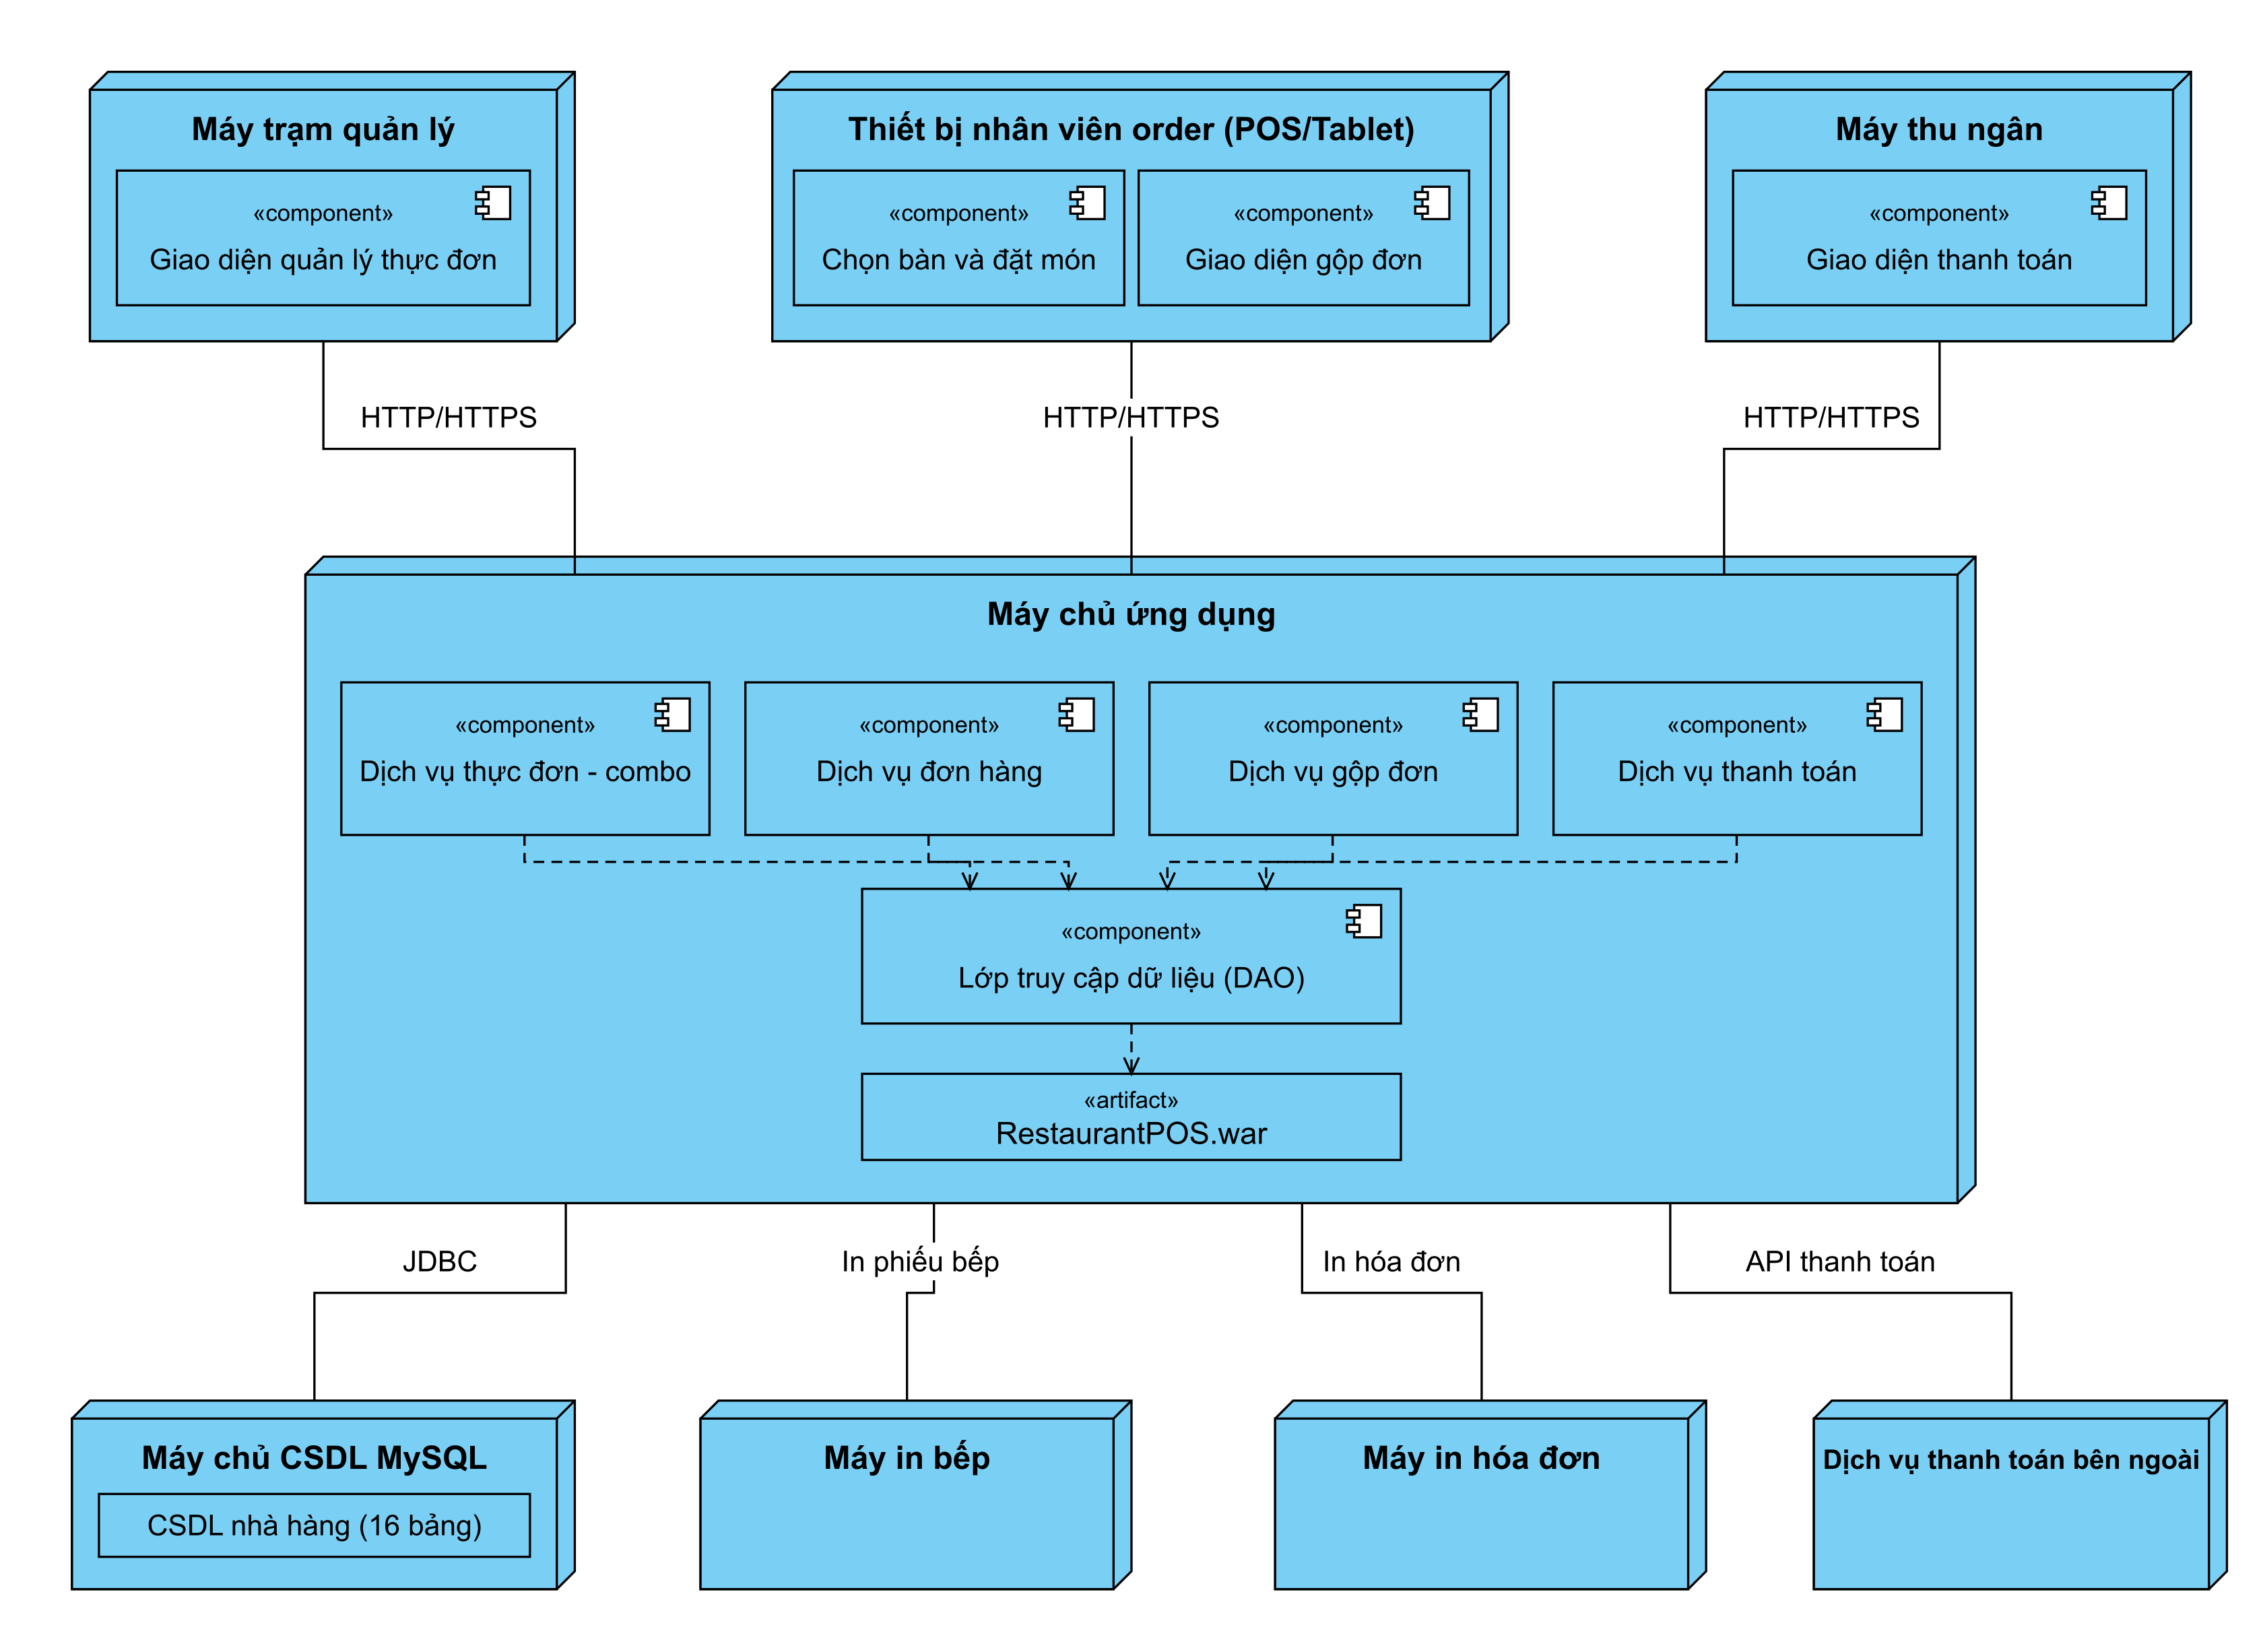 Máy trạm quản lý
«component»
Giao diện quản lý thực đơn
Thiết bị nhân viên order (POS/Tablet)
«component»
Chọn bàn và đặt món
«component»
Giao diện gộp đơn
Máy thu ngân
«component»
Giao diện thanh toán
HTTP/HTTPS
HTTP/HTTPS
HTTP/HTTPS
Máy chủ ứng dụng
«component»
Dịch vụ thực đơn - combo
«component»
Dịch vụ đơn hàng
«component»
Dịch vụ gộp đơn
«component»
Dịch vụ thanh toán
«component»
Lớp truy cập dữ liệu (DAO)
«artifact»
RestaurantPOS.war
JDBC
In phiếu bếp
In hóa đơn
API thanh toán
Máy chủ CSDL MySQL
CSDL nhà hàng (16 bảng)
Máy in bếp
Máy in hóa đơn
Dịch vụ thanh toán bên ngoài